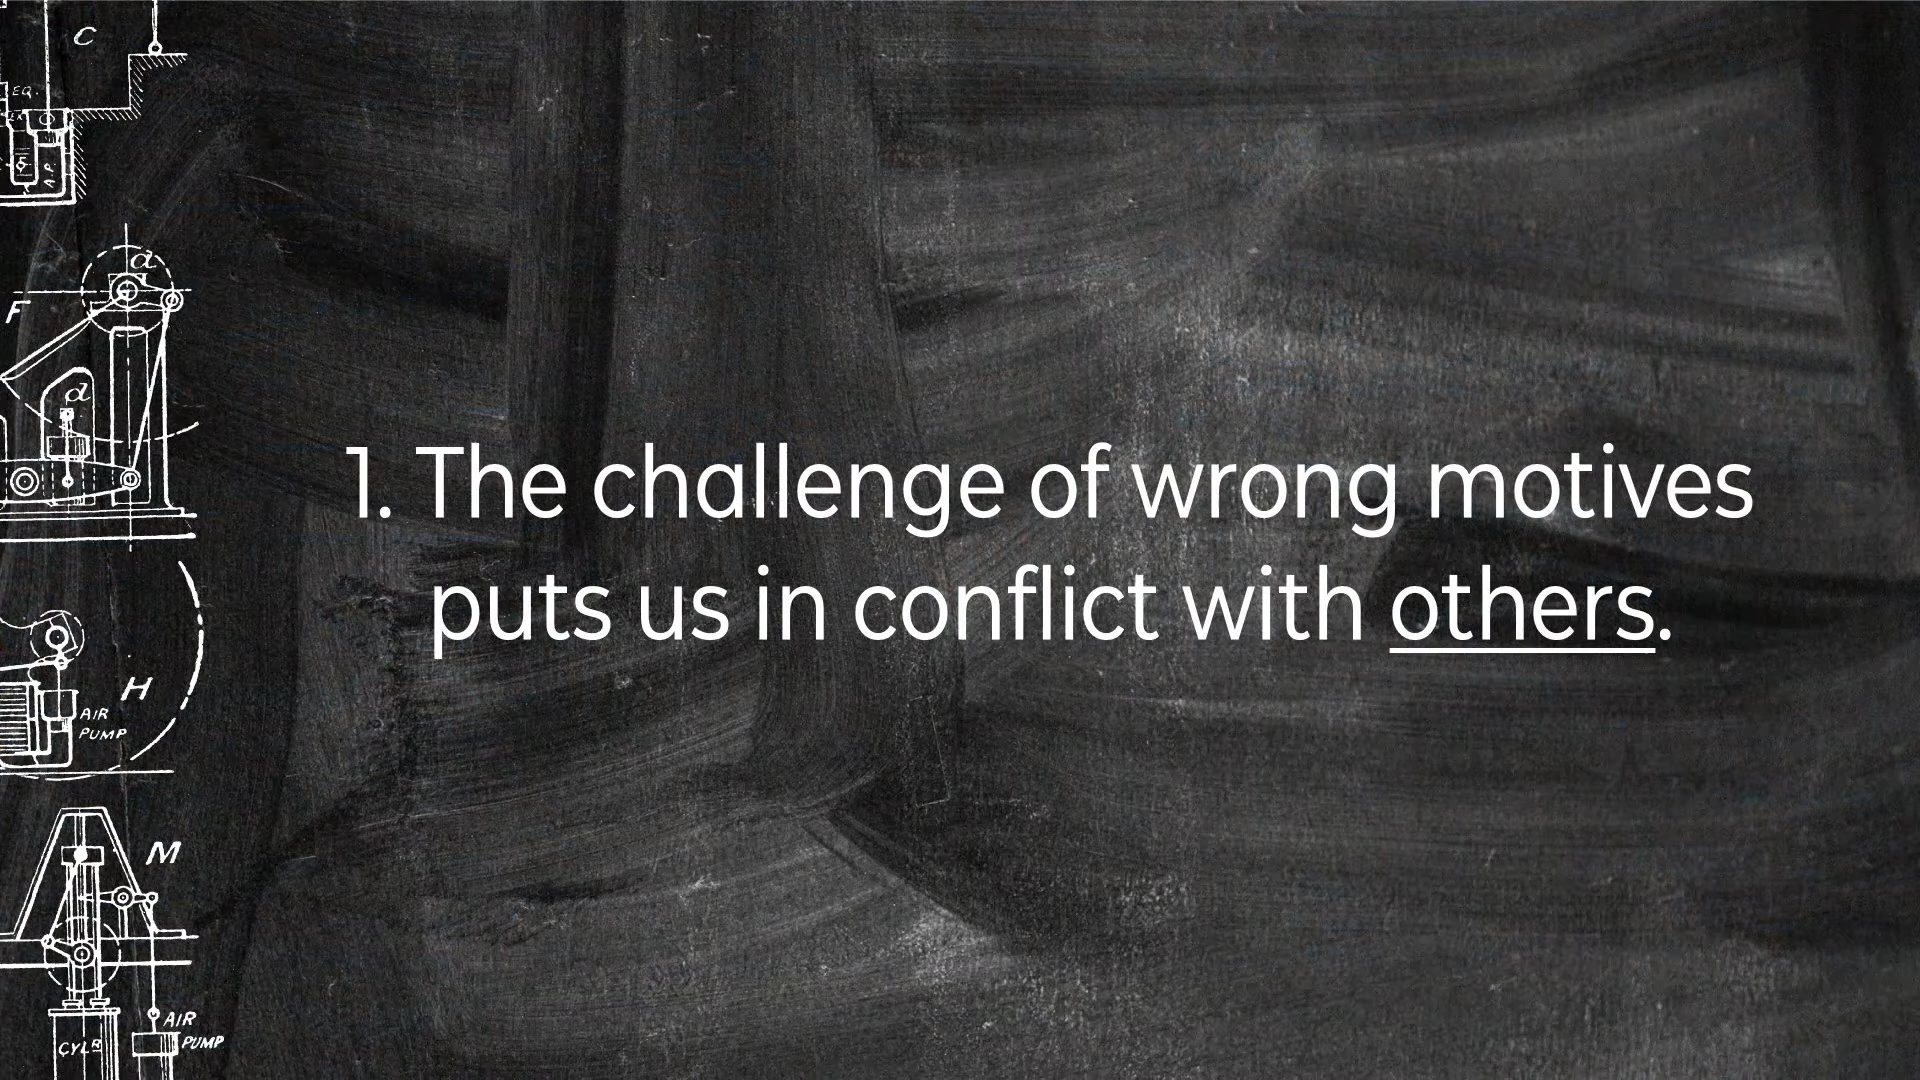 C
EQ.
A.P.
a
F
d
H
AIR
PUMP
1. The challenge of wrong motives
puts us in conflict with others.
M
AIR
PUMP
CYLR